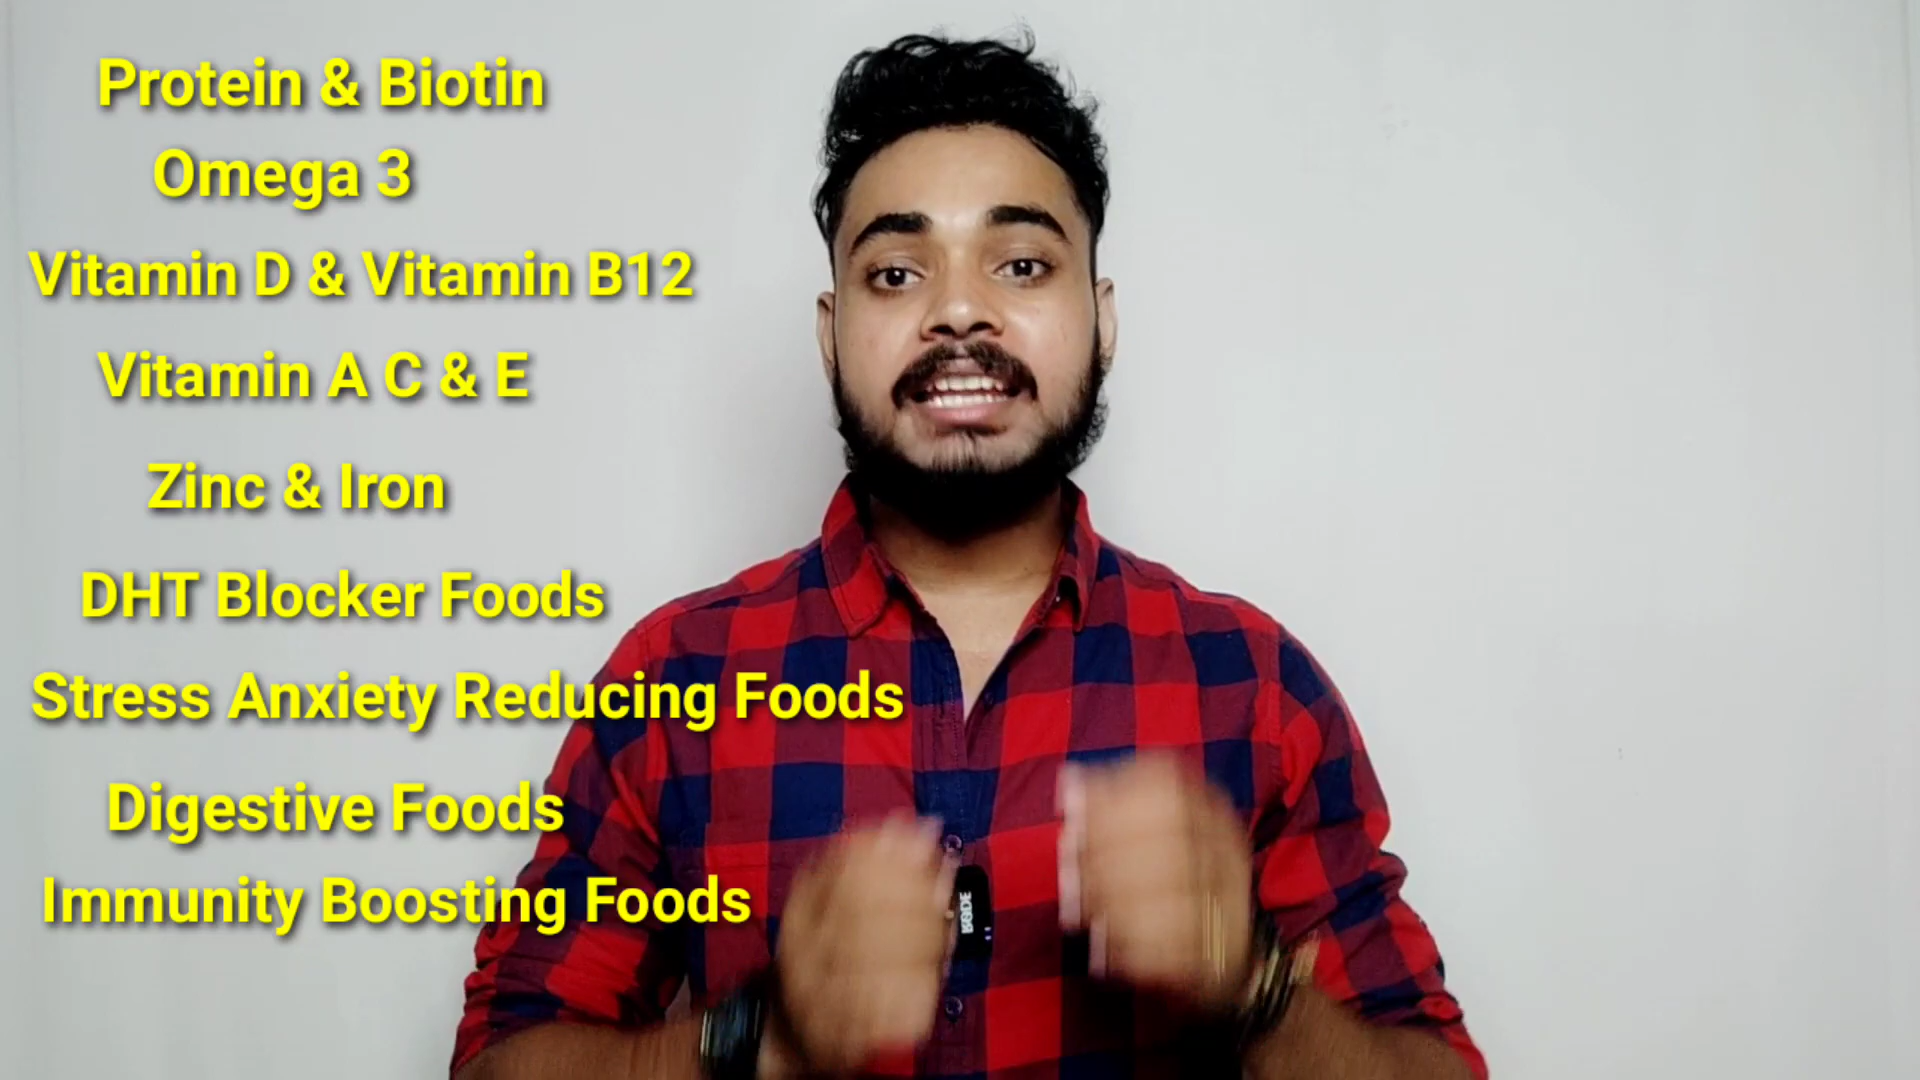 Protein & Biotin
Omega 3
Vitamin D & Vitamin B12
Vitamin A C & E
Zinc & Iron
DHT Blocker Foods
Stress Anxiety Reducing Foods
Digestive Foods
Immunity Boosting Foods
RODE